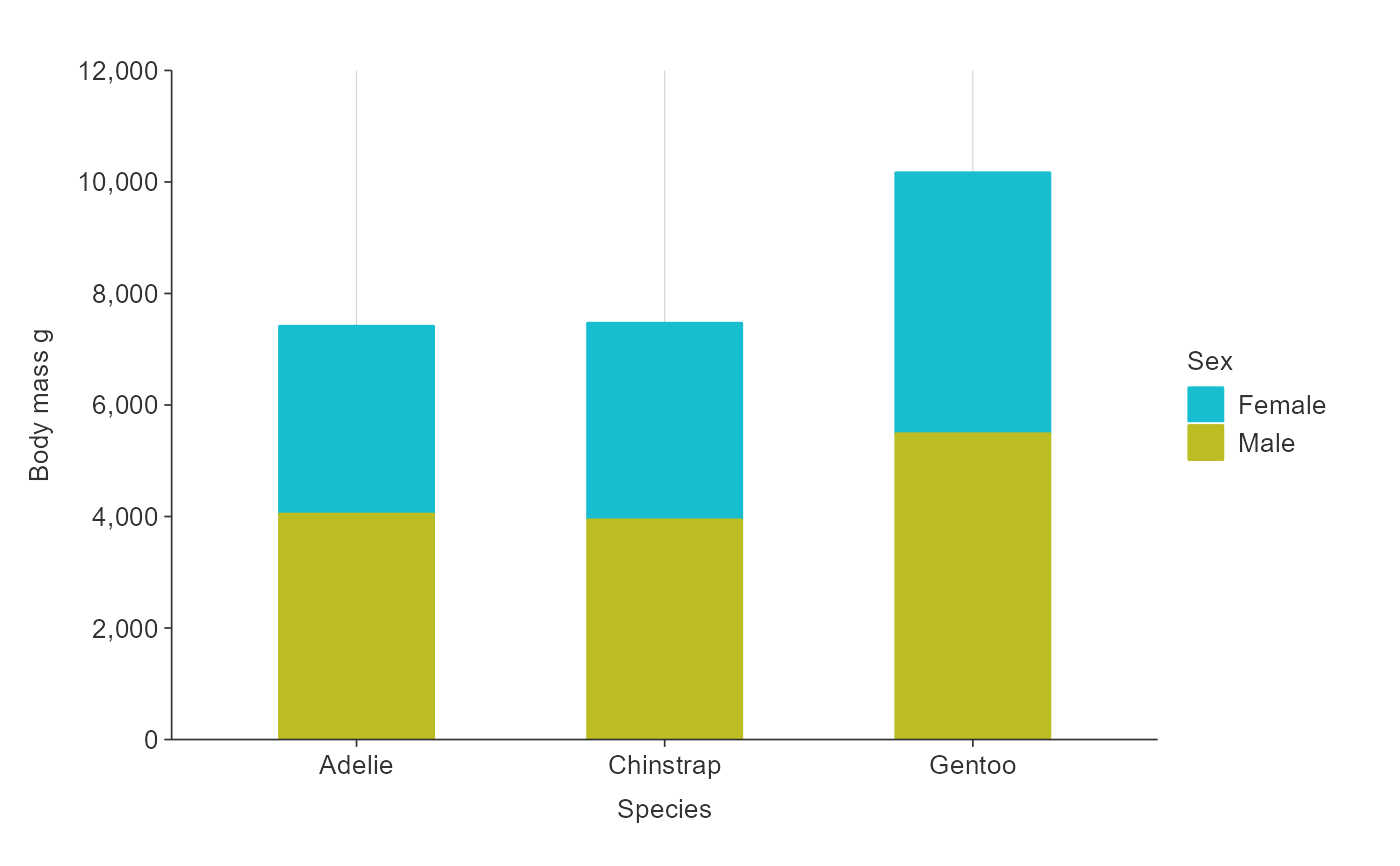 12,000
10,000
8,000
6,000
4,000
2,000
0
Body mass g
Adelie
Chinstrap
Gentoo
Species
Sex
Female
Male